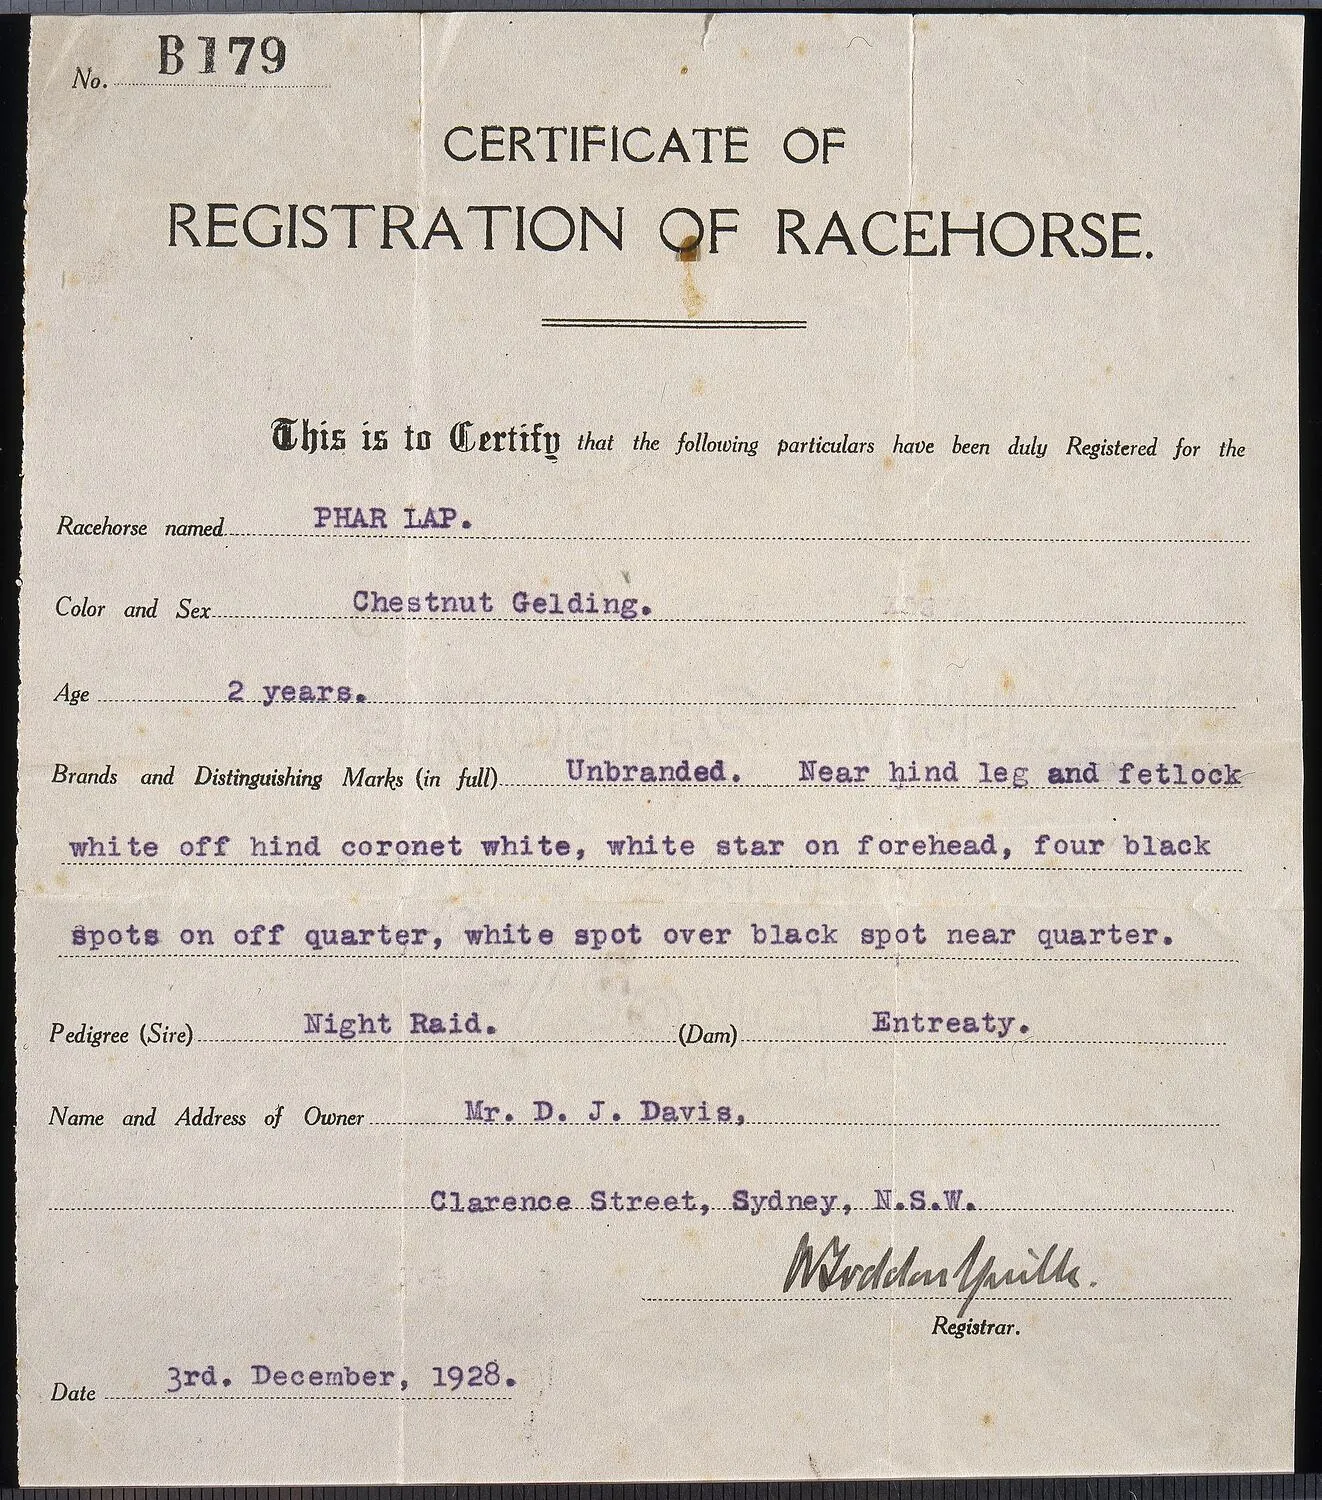 No. B179
CERTIFICATE OF
REGISTRATION OF RACEHORSE.
This is to Certify that the following particulars have been duly Registered for the
Racehorse named PHAR LAP.
Color and Sex Chestnut Gelding.
Age 2 years.
Brands and Distinguishing Marks (in full) Unbranded. Near hind leg and fetlock
white off hind coronet white, white star on forehead, four black
spots on off quarter, white spot over black spot near quarter.
Pedigree (Sire) Night Raid. (Dam) Entreaty.
Name and Address of Owner Mr. D. J. Davis,
Clarence Street, Sydney, N.S.W.
Registrar.
Date 3rd. December, 1928.